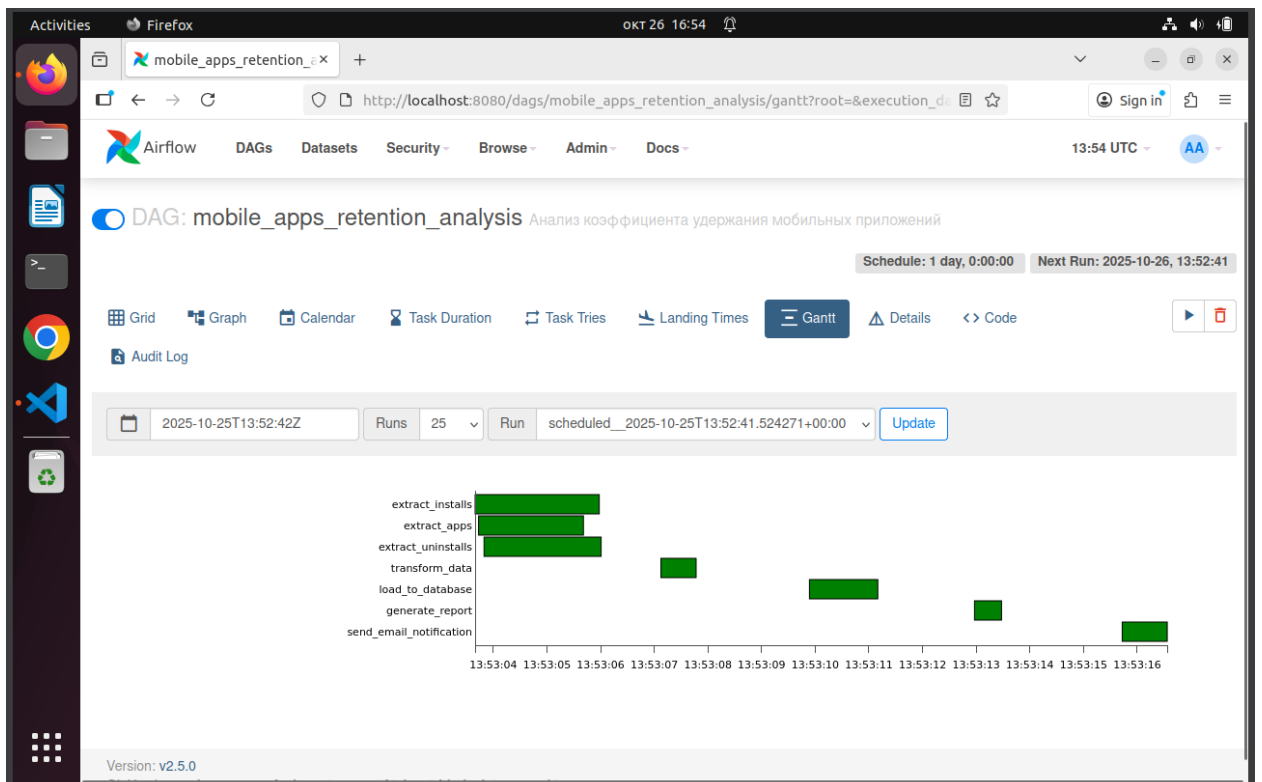 Activities Firefox окт 26 16:54
mobile_apps_retention_a
http://localhost:8080/dags/mobile_apps_retention_analysis/gantt?root=&execution_da Sign in
Airflow DAGs Datasets Security Browse Admin Docs 13:54 UTC AA
DAG: mobile_apps_retention_analysis Анализ коэффициента удержания мобильных приложений
Schedule: 1 day, 0:00:00 Next Run: 2025-10-26, 13:52:41
Grid Graph Calendar Task Duration Task Tries Landing Times Gantt Details <> Code
Audit Log
2025-10-25T13:52:42Z Runs 25 Run scheduled__2025-10-25T13:52:41.524271+00:00 Update
extract_installs
extract_apps
extract_uninstalls
transform_data
load_to_database
generate_report
send_email_notification
13:53:04 13:53:05 13:53:06 13:53:07 13:53:08 13:53:09 13:53:10 13:53:11 13:53:12 13:53:13 13:53:14 13:53:15 13:53:16
Version: v2.5.0